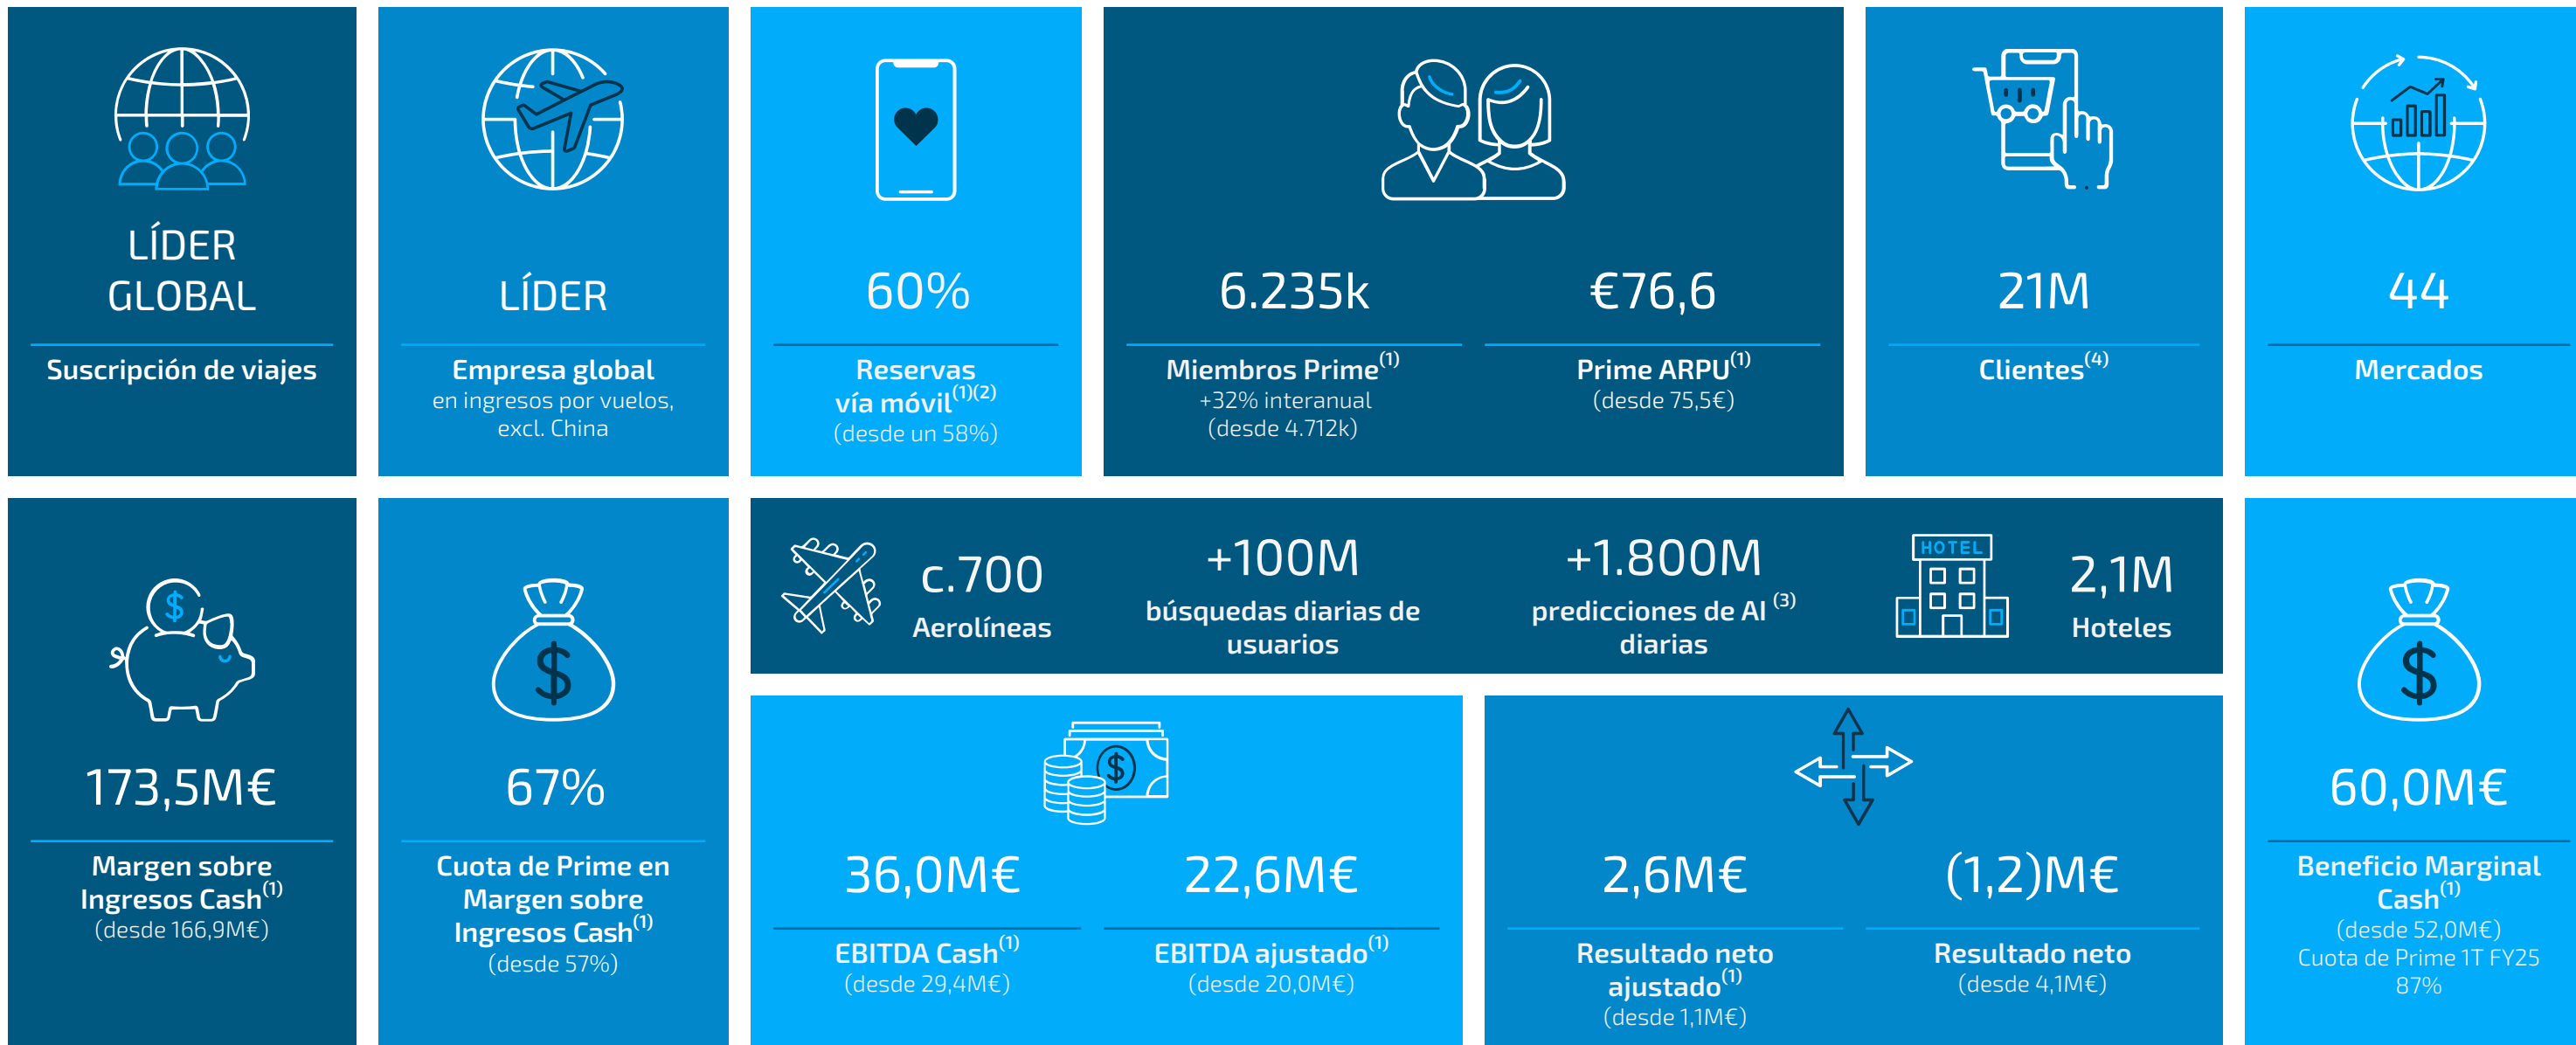 LÍDER
GLOBAL
Suscripción de viajes
LÍDER
Empresa global
en ingresos por vuelos,
excl. China
60%
Reservas
vía móvil(1)(2)
(desde un 58%)
6.235k
Miembros Prime(1)
+32% interanual
(desde 4.712k)
€76,6
Prime ARPU(1)
(desde 75,5€)
21M
Clientes(4)
44
Mercados
173,5M€
Margen sobre
Ingresos Cash(1)
(desde 166,9M€)
67%
Cuota de Prime en
Margen sobre
Ingresos Cash(1)
(desde 57%)
c.700
Aerolíneas
+100M
búsquedas diarias de
usuarios
+1.800M
predicciones de AI (3)
diarias
HOTEL
2,1M
Hoteles
36,0M€
EBITDA Cash(1)
(desde 29,4M€)
22,6M€
EBITDA ajustado(1)
(desde 20,0M€)
2,6M€
Resultado neto
ajustado(1)
(desde 1,1M€)
(1,2)M€
Resultado neto
(desde 4,1M€)
60,0M€
Beneficio Marginal
Cash(1)
(desde 52,0M€)
Cuota de Prime 1T FY25
87%